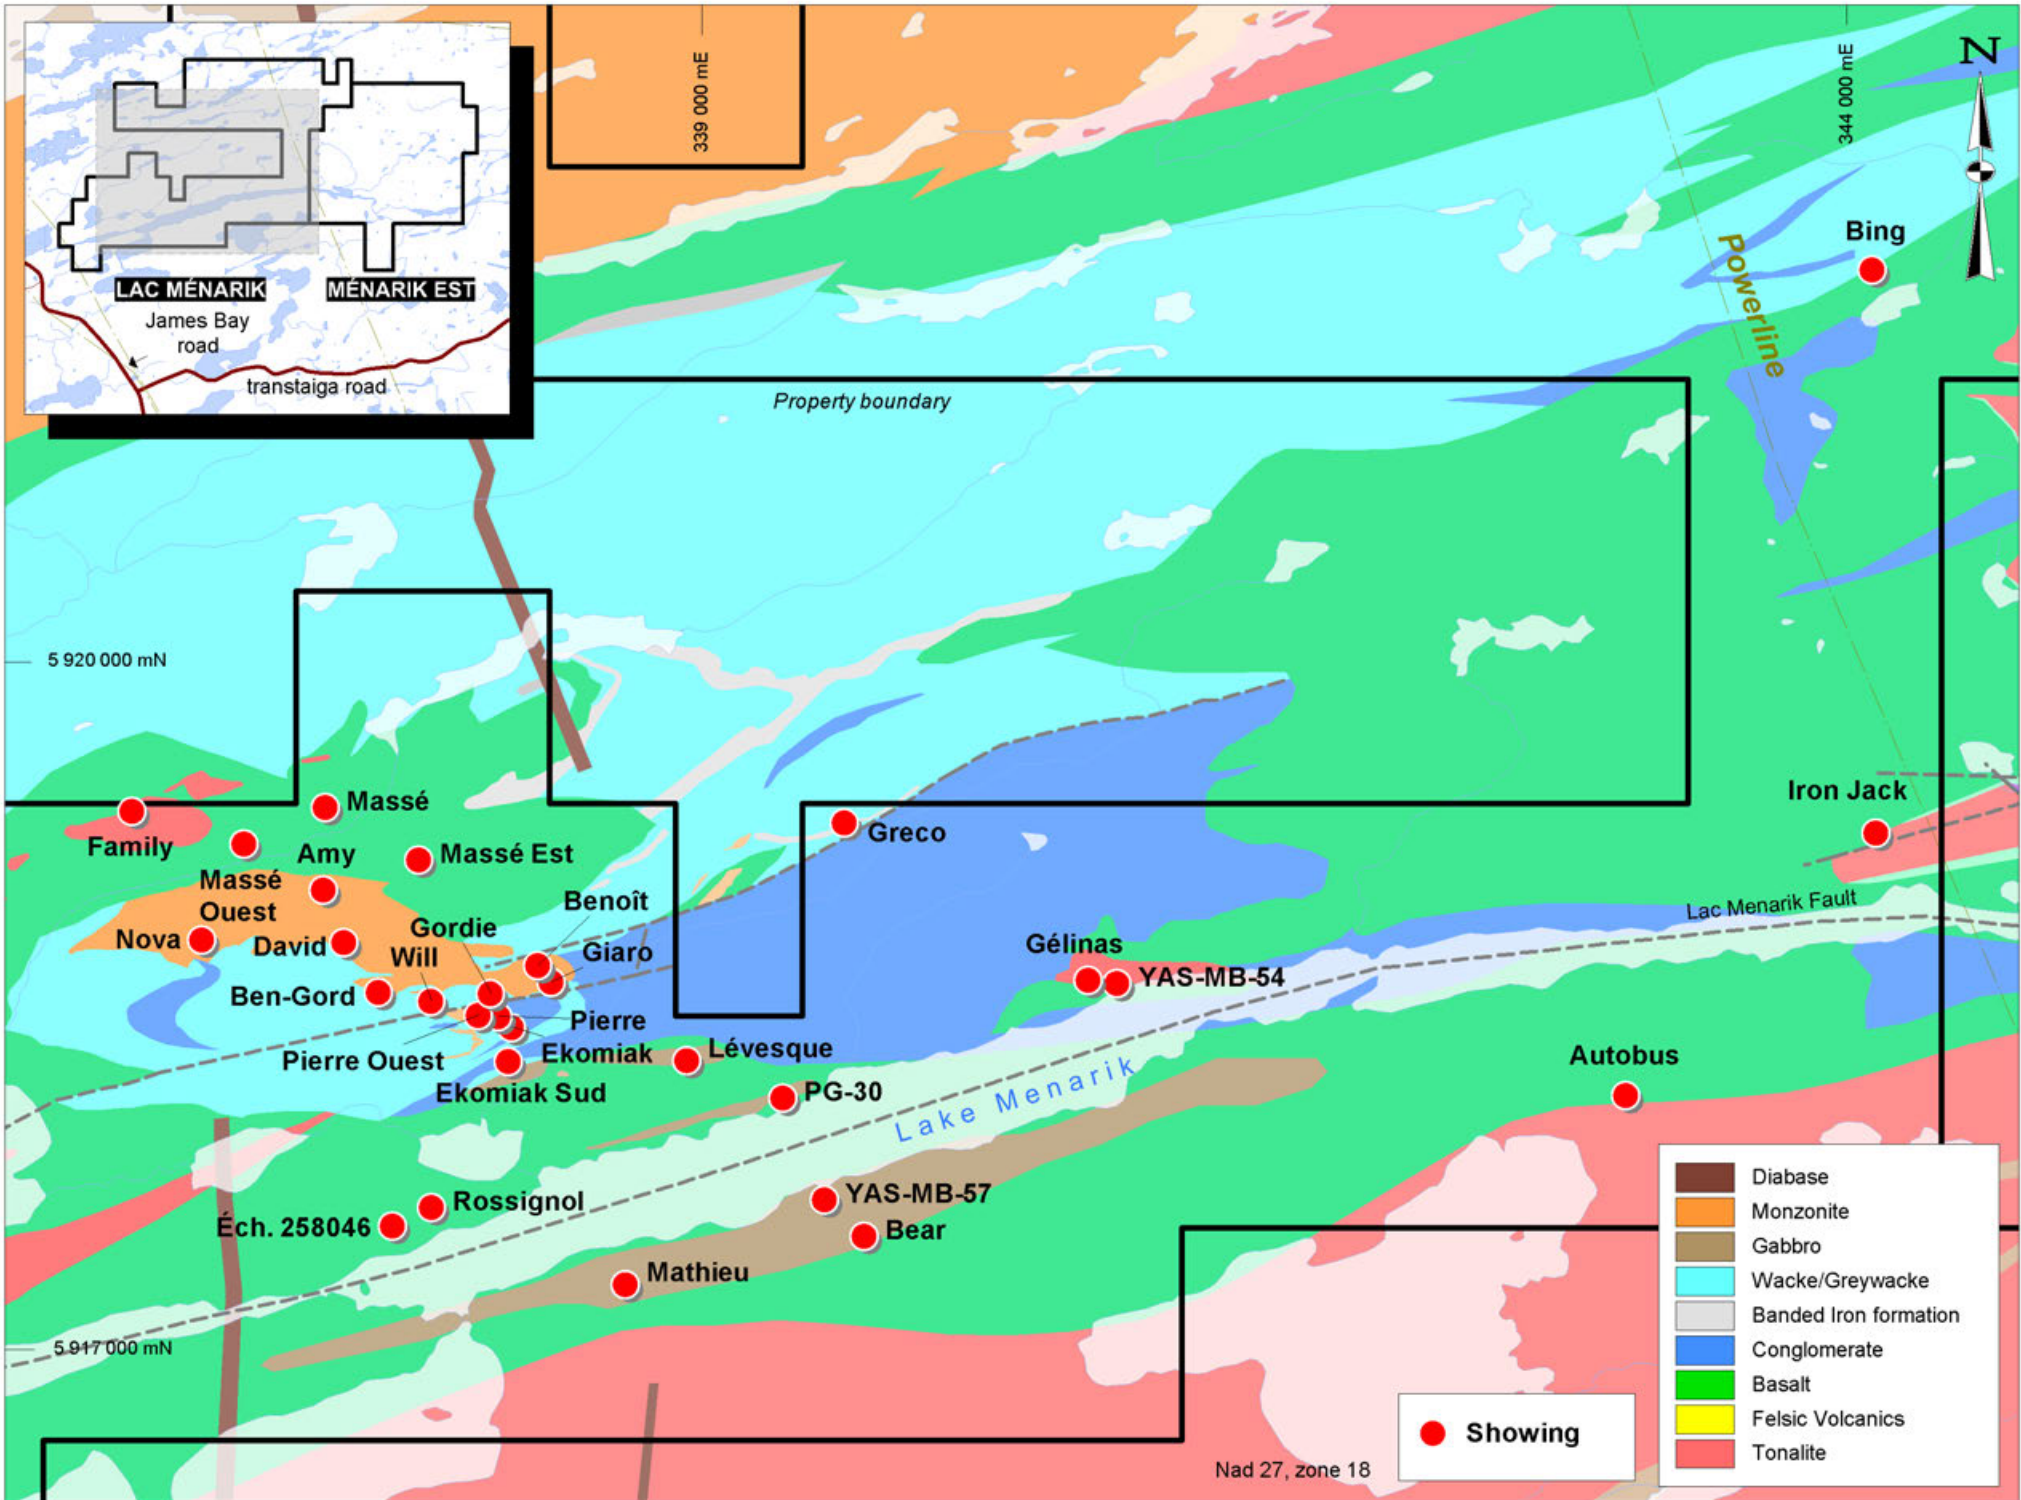 339 000 mE
344 000 mE
N
LAC MÉNARIK
MÉNARIK EST
James Bay
road
transtaiga road
Powerline
Bing
Property boundary
5 920 000 mN
Massé
Family
Amy
Massé Est
Massé
Ouest
Greco
Iron Jack
Benoît
Gordie
Nova
David
Will
Giaro
Lac Menarik Fault
Gélinas
YAS-MB-54
Ben-Gord
Pierre
Pierre Ouest
Ekomiak
Lévesque
Autobus
Ekomiak Sud
PG-30
Lake Menarik
YAS-MB-57
Rossignol
Éch. 258046
Bear
Mathieu
5 917 000 mN
Diabase
Monzonite
Gabbro
Wacke/Greywacke
Banded Iron formation
Conglomerate
Basalt
Felsic Volcanics
Tonalite
Showing
Nad 27, zone 18